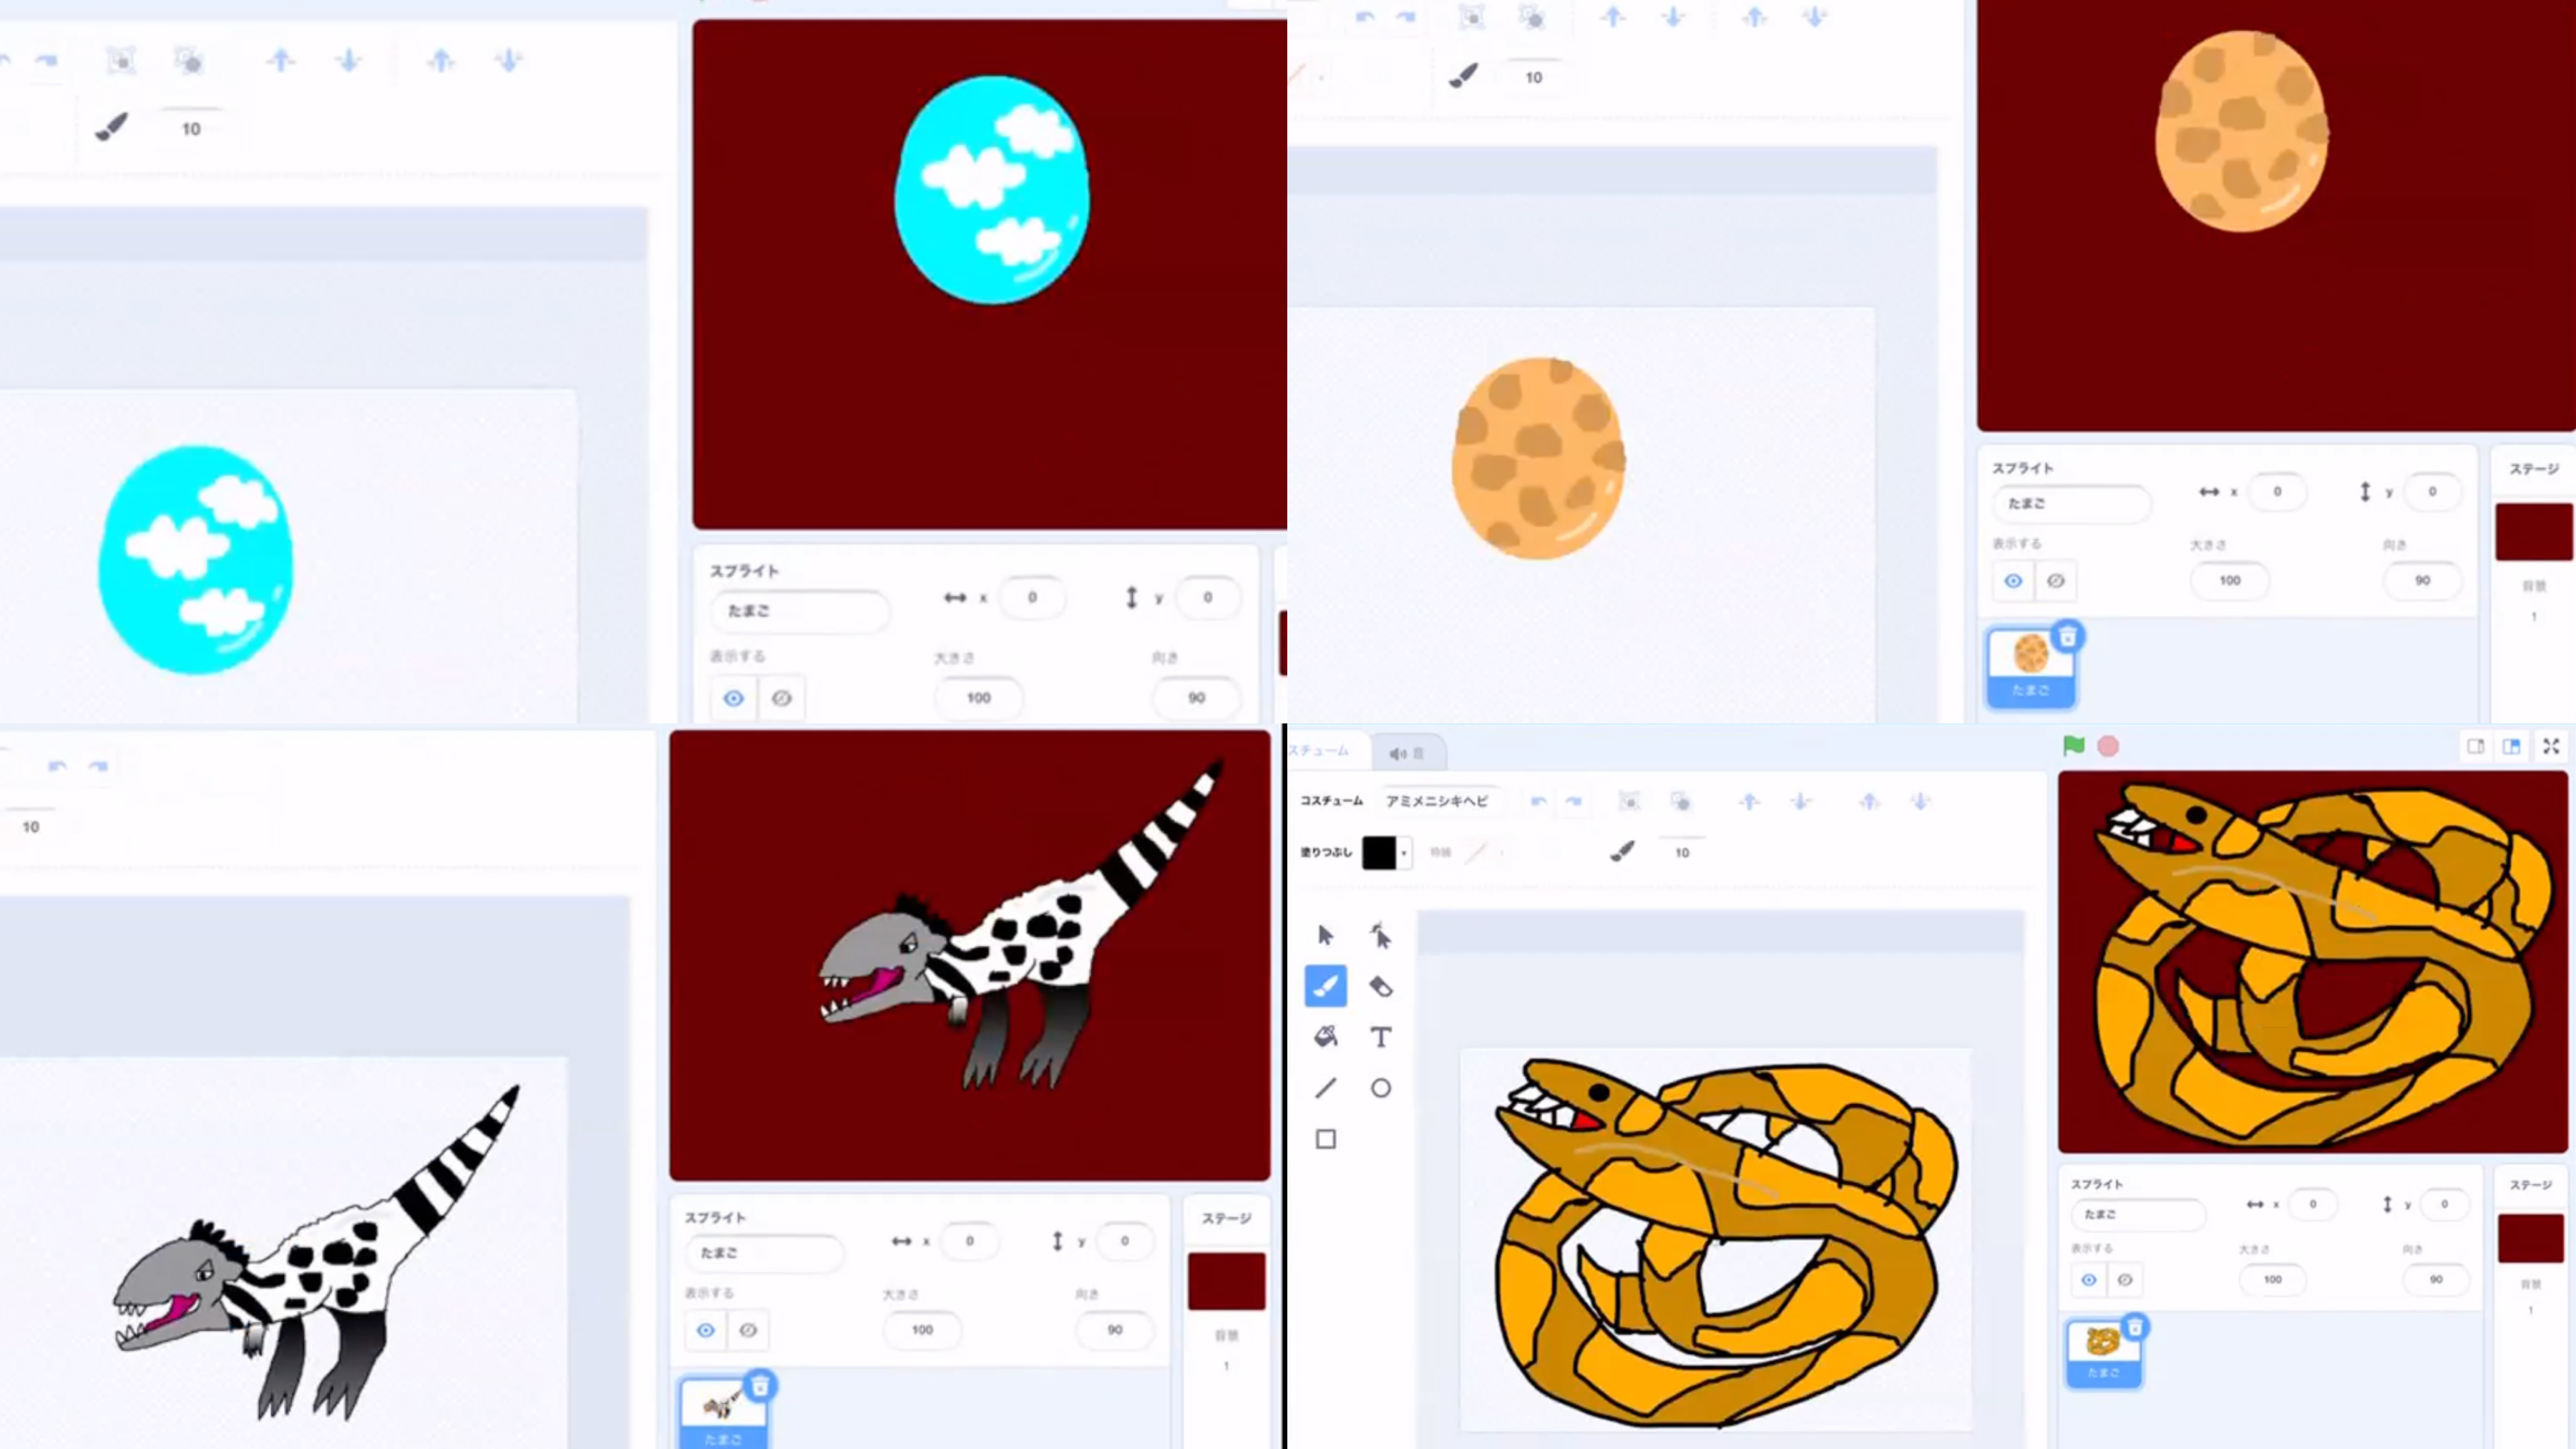 10
スプライト
たまご
x 0
y 0
表示する
大きさ
向き
100
90
10
スプライト
たまご
x 0
y 0
ステージ
表示する
大きさ
向き
100
90
背景
1
たまご
10
スプライト
たまご
x 0
y 0
ステージ
表示する
大きさ
向き
100
90
背景
1
たまご
スチューム
音
コスチューム
アミメニシキヘビ
塗りつぶし
枠線
10
T
スプライト
たまご
x 0
y 0
ステージ
表示する
大きさ
向き
100
90
背景
1
たまご